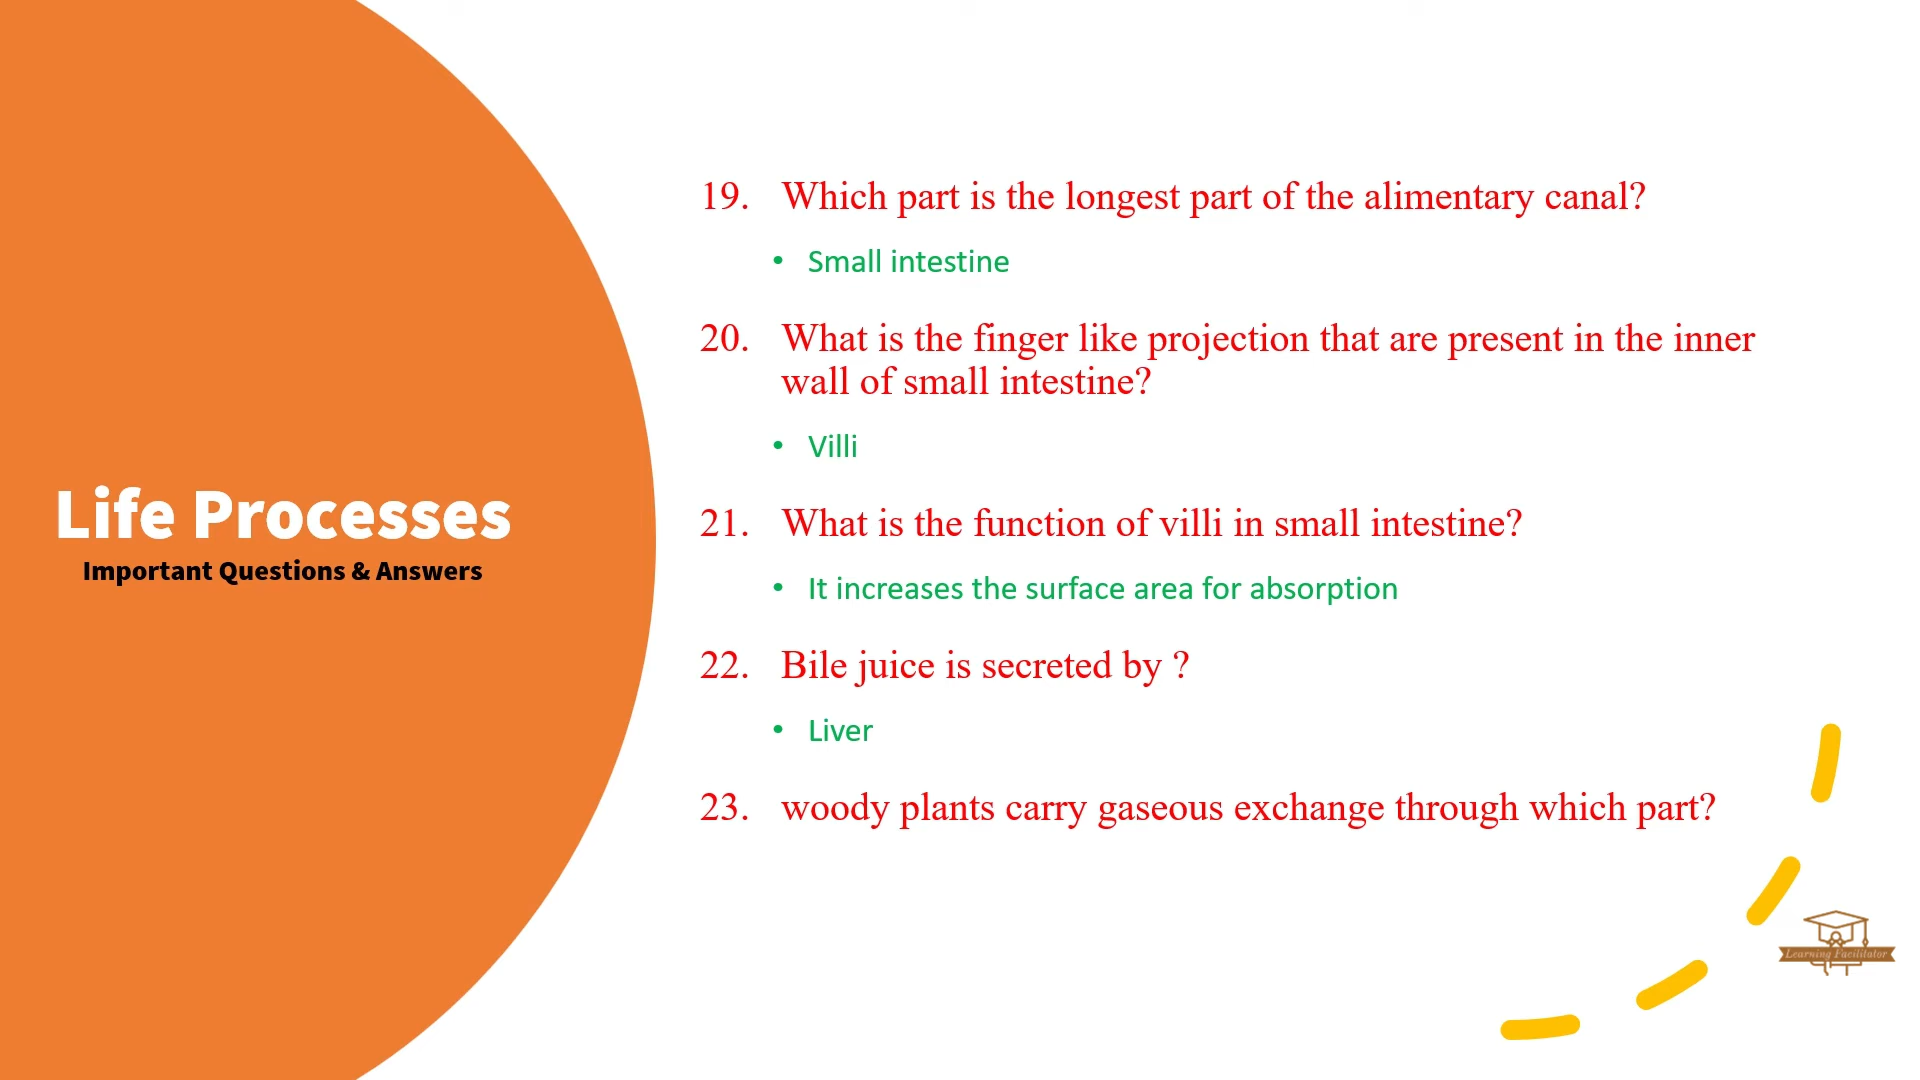 Life Processes
Important Questions & Answers
19. Which part is the longest part of the alimentary canal?
• Small intestine
20. What is the finger like projection that are present in the inner
wall of small intestine?
• Villi
21. What is the function of villi in small intestine?
• It increases the surface area for absorption
22. Bile juice is secreted by ?
• Liver
23. woody plants carry gaseous exchange through which part?
Learning Facilitator